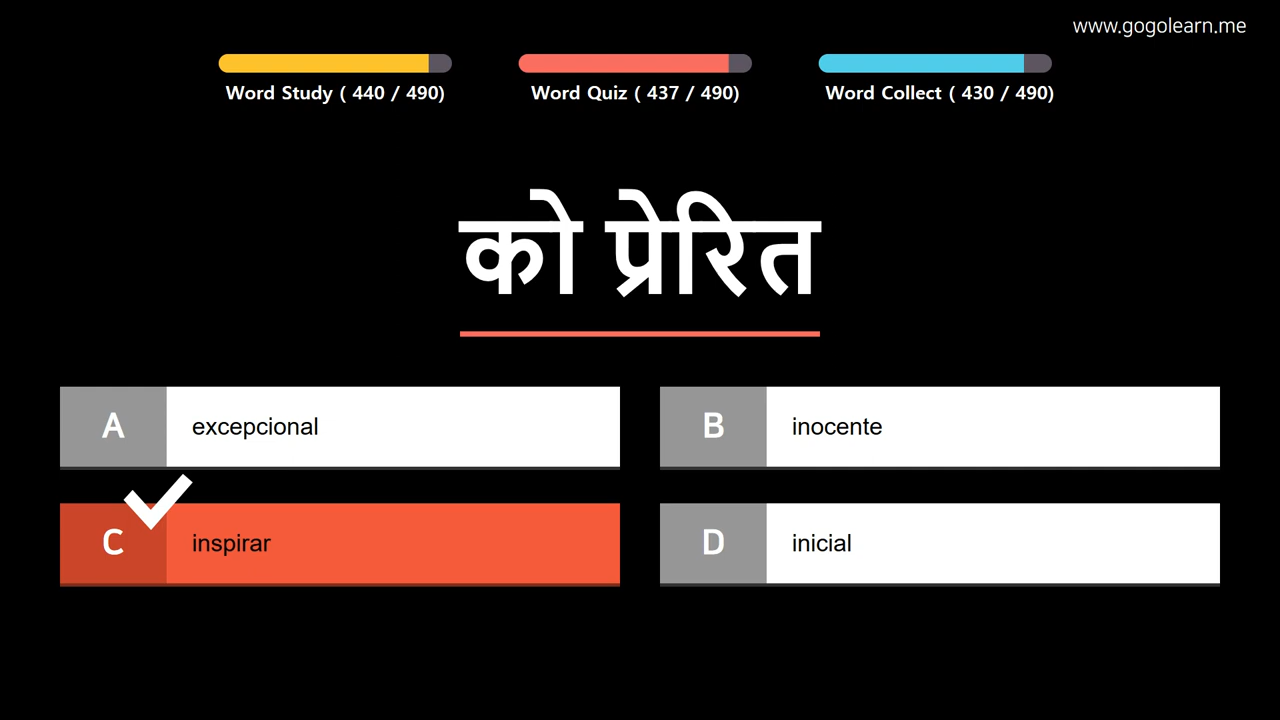 www.gogolearn.me
Word Study ( 440 / 490)
Word Quiz ( 437 / 490)
Word Collect ( 430 / 490)
को प्रेरित
A excepcional
B inocente
C inspirar
D inicial